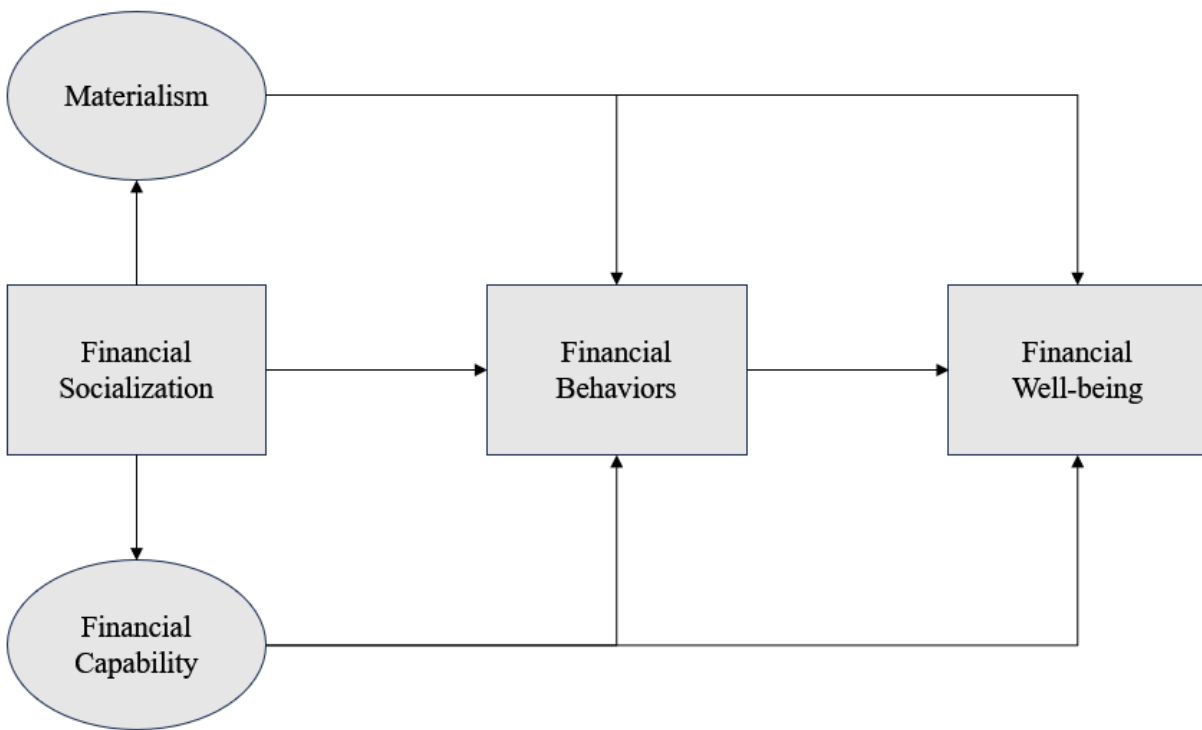 Materialism
Financial
Socialization
Financial
Behaviors
Financial
Well-being
Financial
Capability